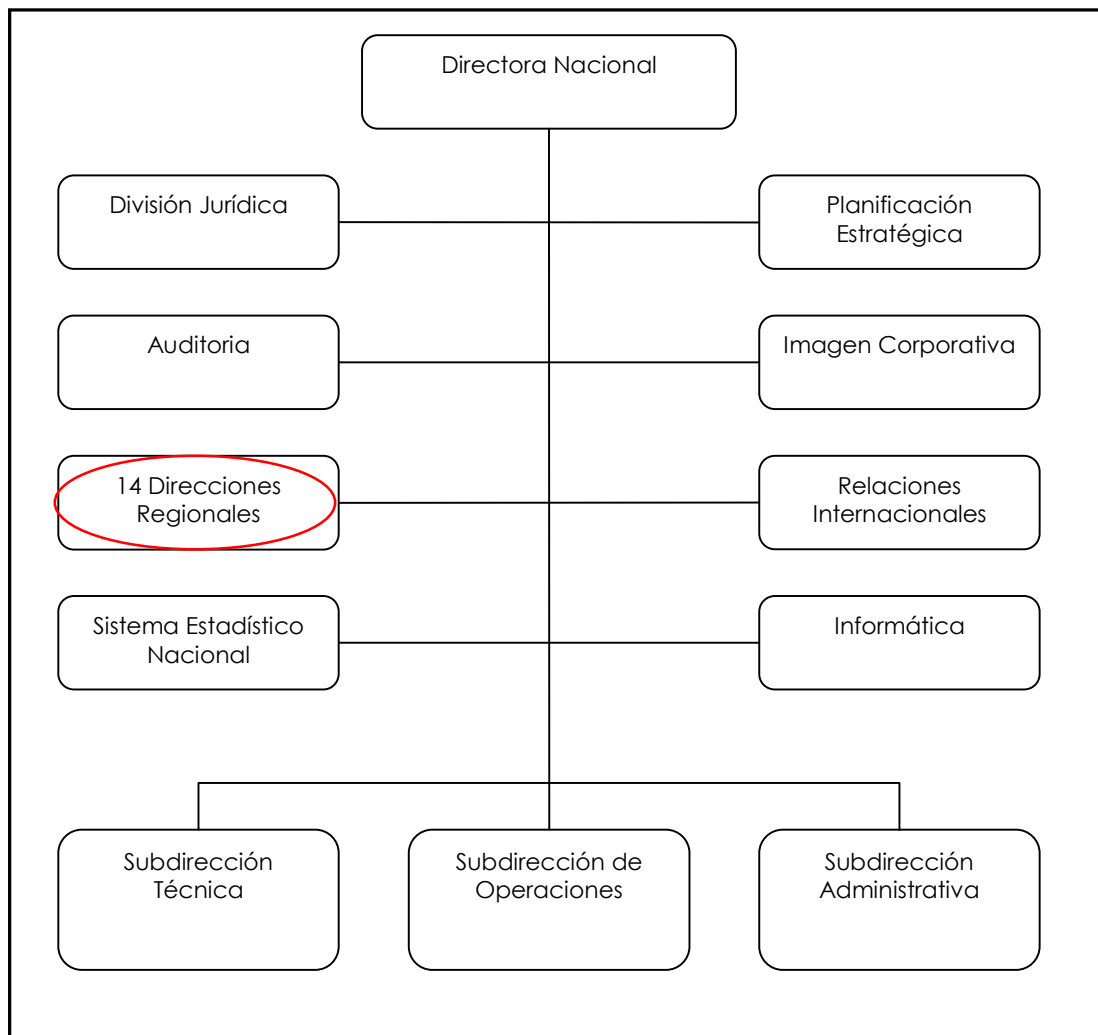 Directora Nacional
División Jurídica
Planificación
Estratégica
Auditoria
Imagen Corporativa
14 Direcciones
Regionales
Relaciones
Internacionales
Sistema Estadístico
Nacional
Informática
Subdirección
Técnica
Subdirección de
Operaciones
Subdirección
Administrativa